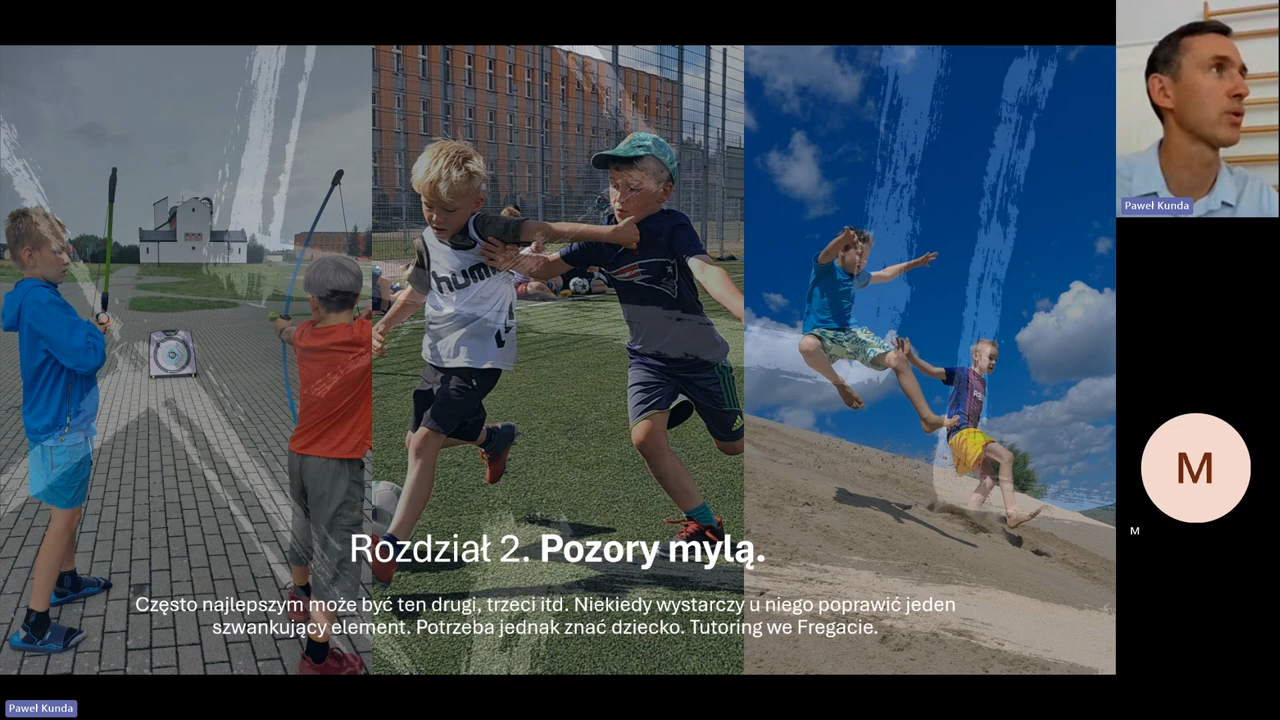 Rozdział 2. Pozory mylą.
Często najlepszym może być ten drugi, trzeci itd. Niekiedy wystarczy u niego poprawić jeden
szwankujący element. Potrzeba jednak znać dziecko. Tutoring we Fregacie.
Paweł Kunda
M
M
Paweł Kunda